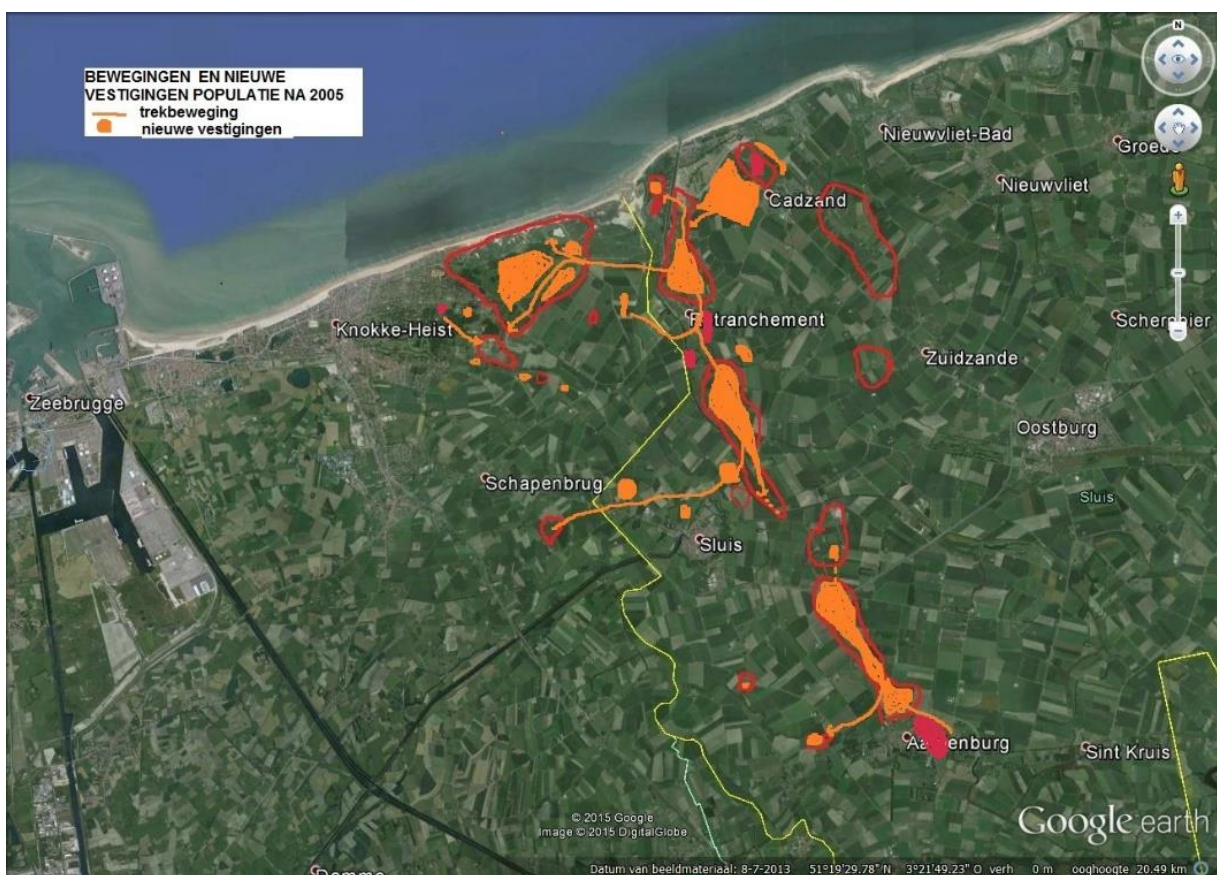 BEWEGINGEN EN NIEUWE
VESTIGINGEN POPULATIE NA 2005
trekbeweging
nieuwe vestigingen
N
Nieuwvliet-Bad
Groede
Nieuwvliet
Cadzand
Knokke-Heist
Zuidzande
Zeebrugge
Oostburg
Schapenbrug
Sluis
Sluis
Sint Kruis
© 2015 Google
Image © 2015 DigitalGlobe
Google earth
Datum van beeldmateriaal: 8-7-2013 51°19'29.78" N 3°21'49.23" O verh 0 m ooghoogte 20.49 km